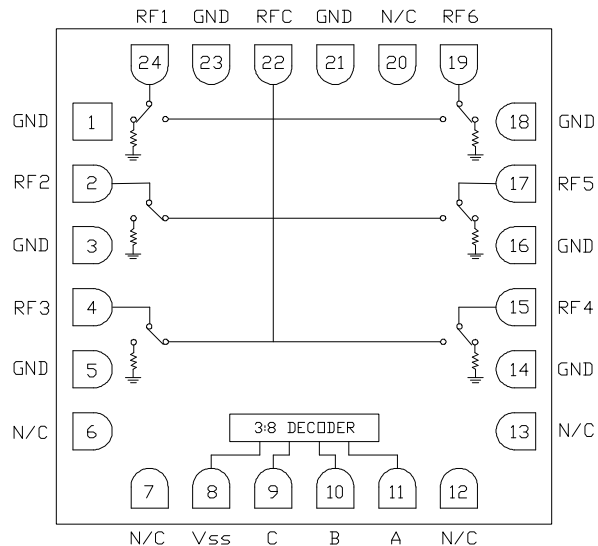 RF1 GND RFC GND N/C RF6
24 23 22 21 20 19
GND 1 18 GND
RF2 2 17 RF5
GND 3 16 GND
RF3 4 15 RF4
GND 5 14 GND
N/C 6 13 N/C
3:8 DECODER
7 8 9 10 11 12
N/C Vss C B A N/C